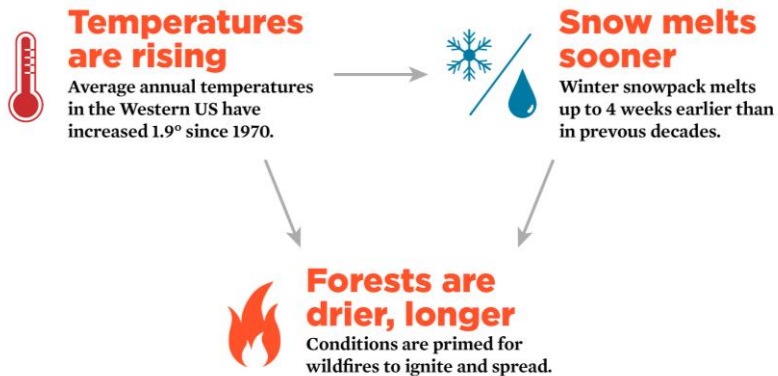 Temperatures
are rising
Average annual temperatures
in the Western US have
increased 1.9° since 1970.
Snow melts
sooner
Winter snowpack melts
up to 4 weeks earlier than
in prevous decades.
Forests are
drier, longer
Conditions are primed for
wildfires to ignite and spread.